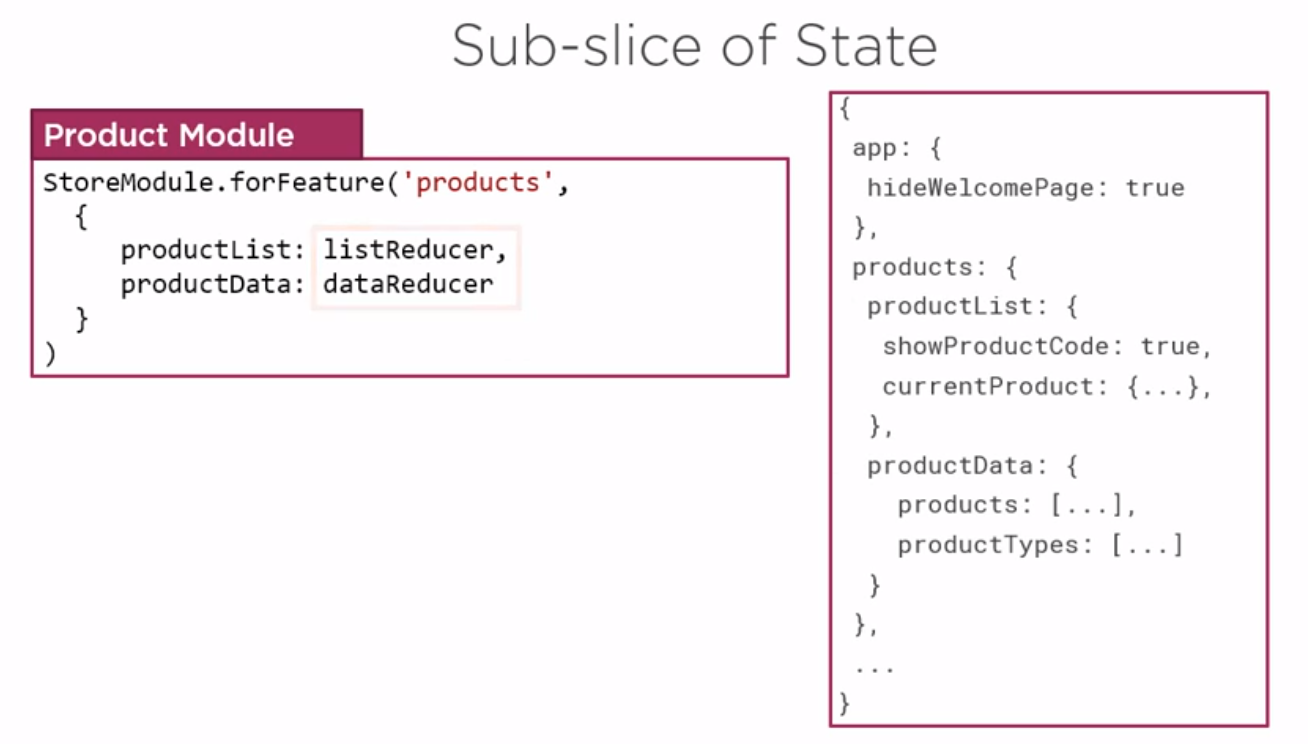 Sub-slice of State
Product Module
StoreModule.forFeature('products',
{
productList: listReducer,
productData: dataReducer
}
)
{
app: {
hideWelcomePage: true
},
products: {
productList: {
showProductCode: true,
currentProduct: {...},
},
productData: {
products: [...],
productTypes: [...]
}
},
...
}